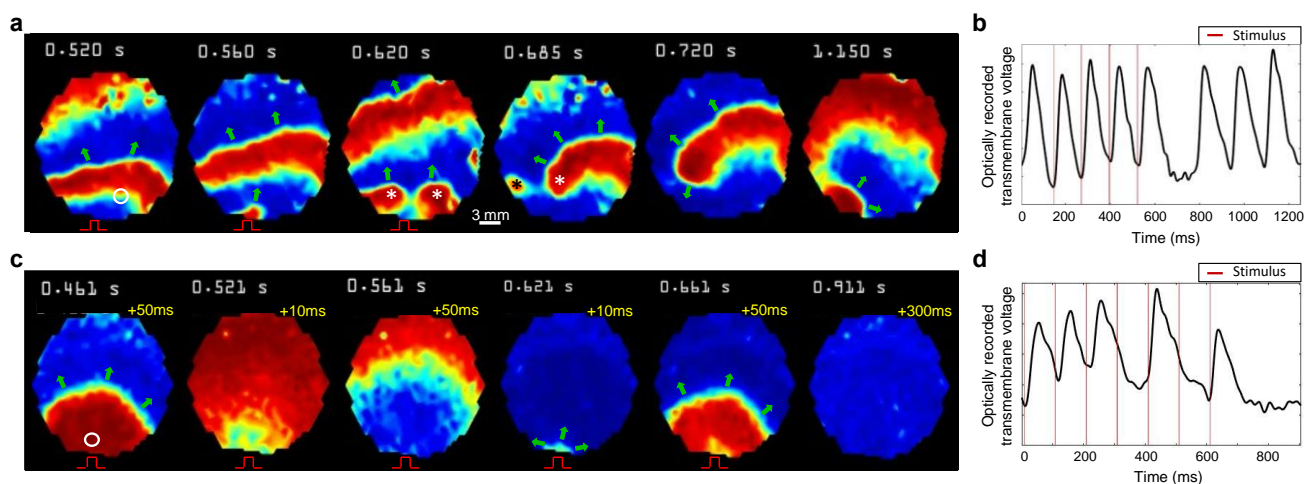 a
0.520 s
0.560 s
0.620 s
0.685 s
0.720 s
1.150 s
*
*
*
*
3 mm
b
Stimulus
Optically recorded
transmembrane voltage
0 200 400 600 800 1000 1200
Time (ms)
c
0.461 s
+50ms
0.521 s
+10ms
0.561 s
+50ms
0.621 s
+10ms
0.661 s
+50ms
0.911 s
+300ms
d
Stimulus
Optically recorded
transmembrane voltage
0 200 400 600 800
Time (ms)